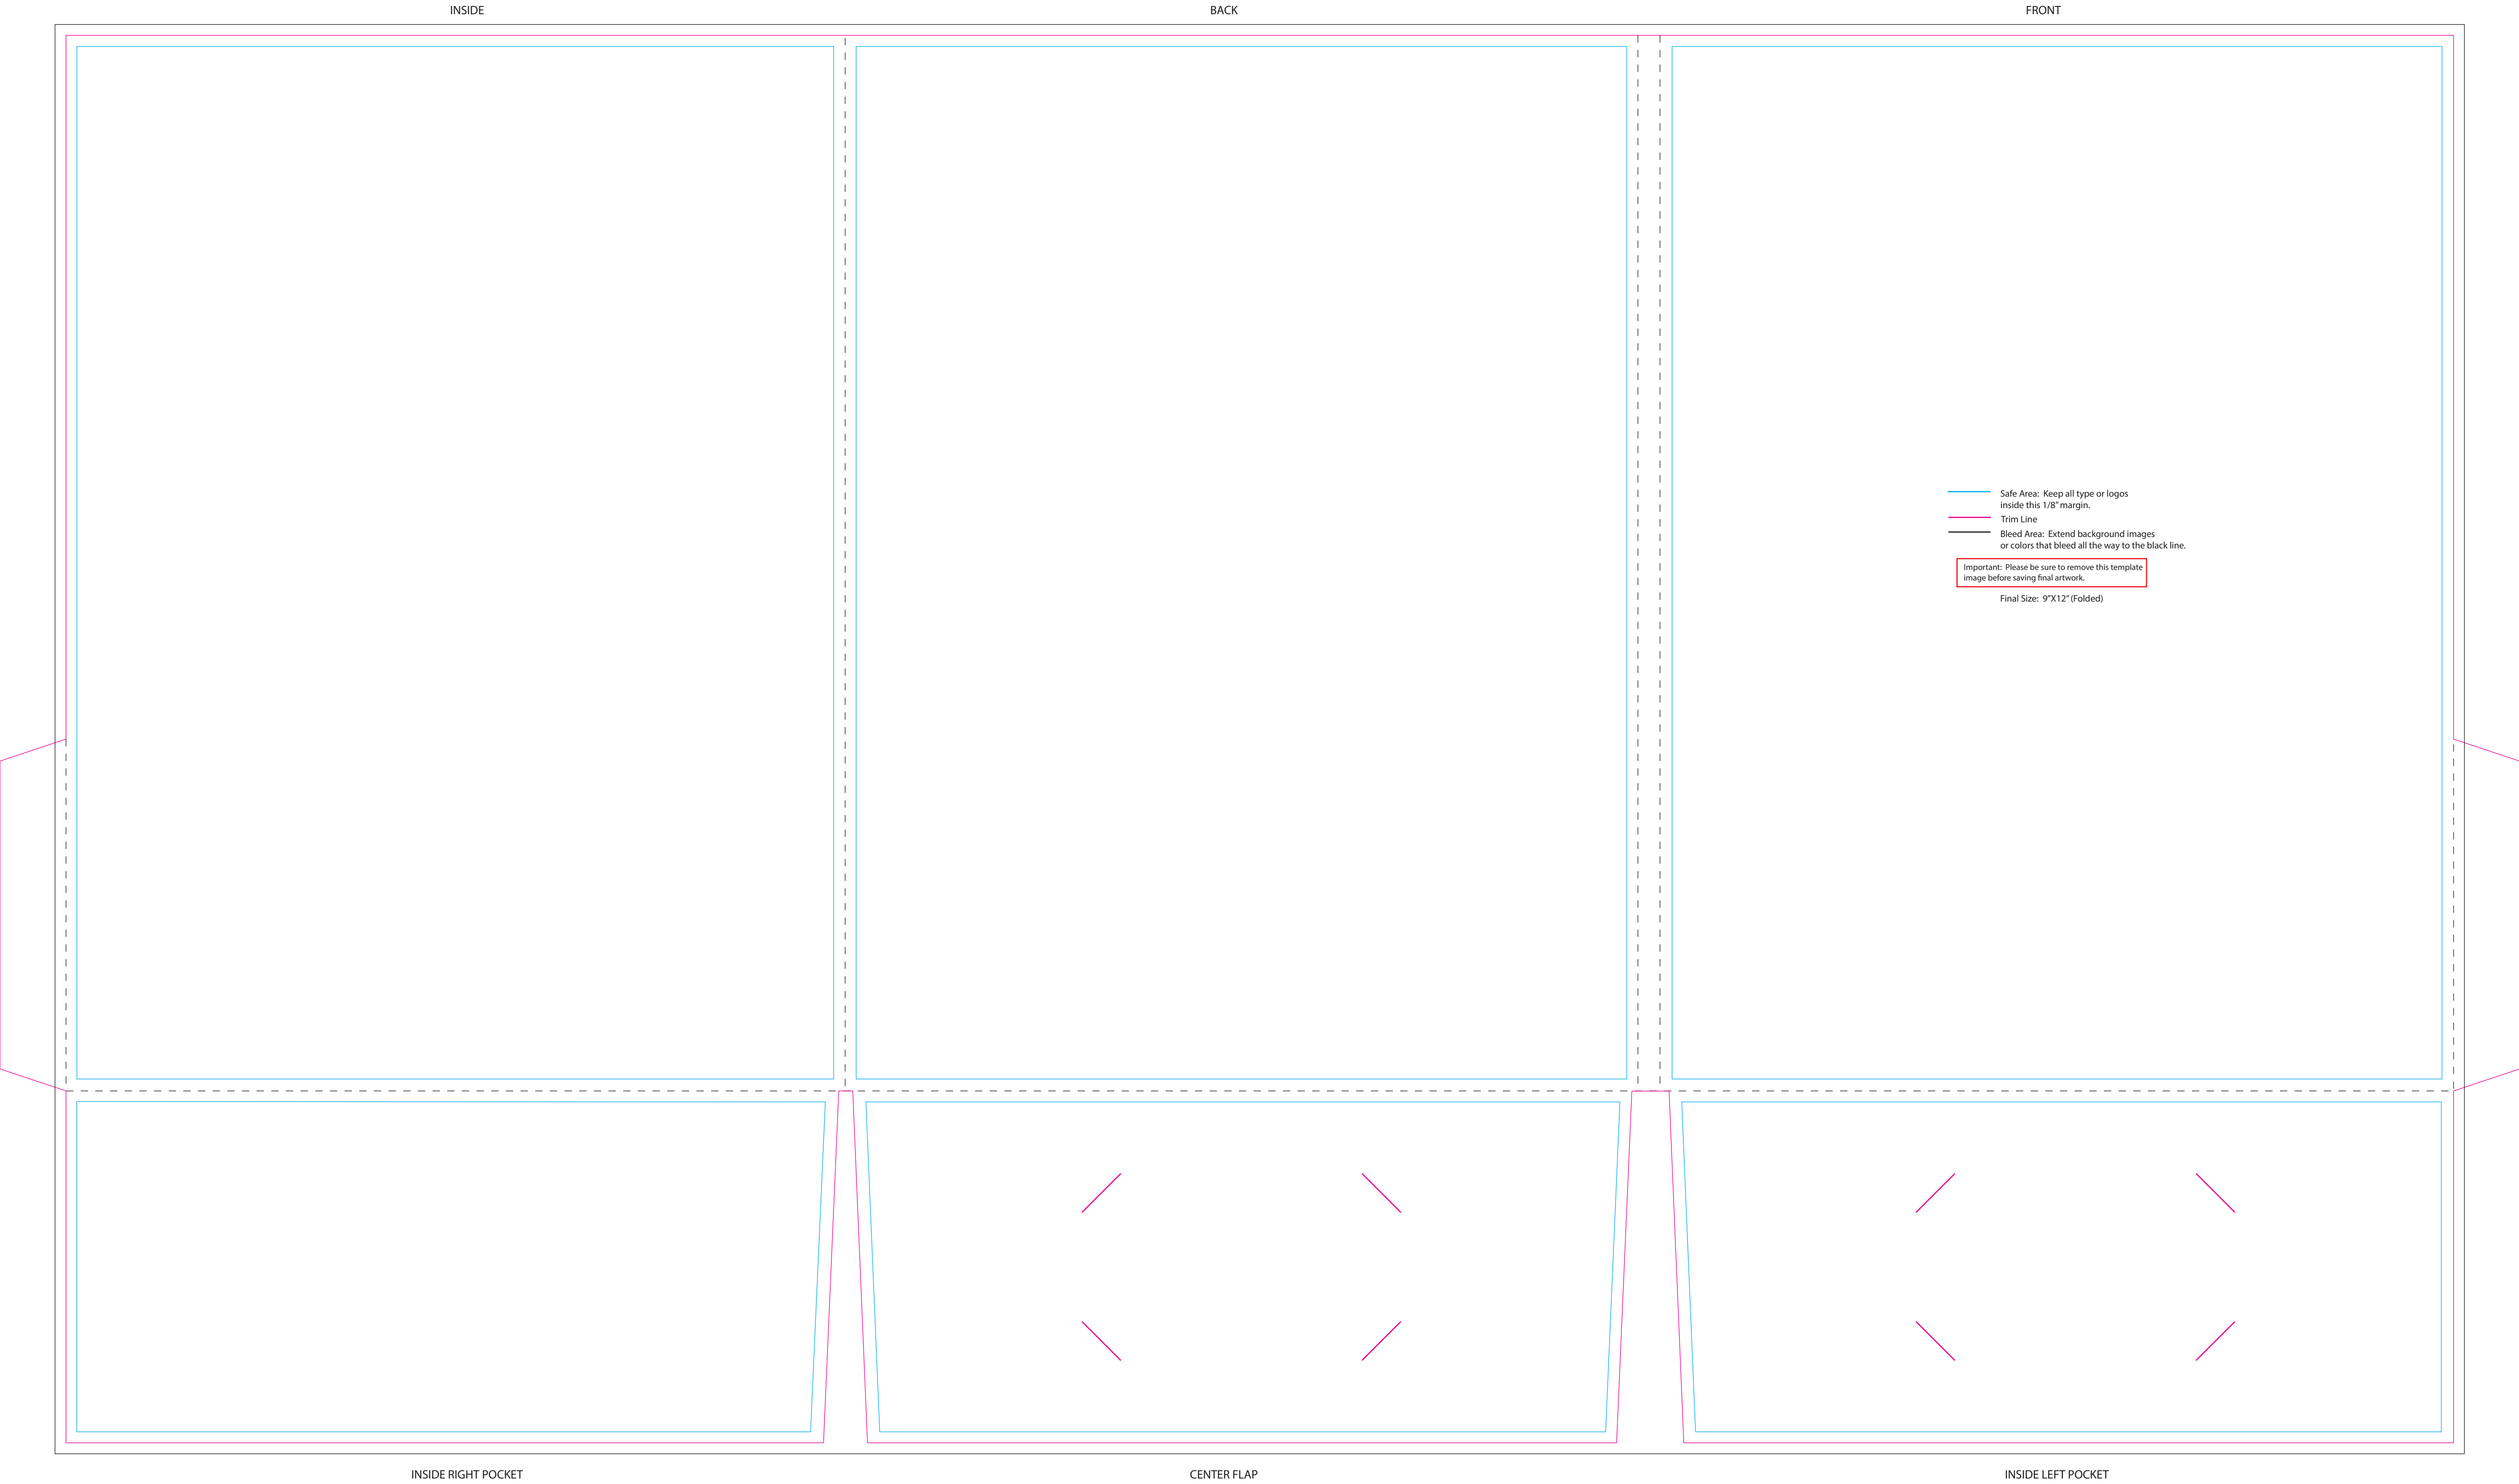 INSIDE
BACK
FRONT
Safe Area:  Keep all type or logos
inside this 1/8" margin.
Trim Line
Bleed Area:  Extend background images
or colors that bleed all the way to the black line.
Important:  Please be sure to remove this template
image before saving final artwork.
Final Size:  9"X12" (Folded)
INSIDE RIGHT POCKET
CENTER FLAP
INSIDE LEFT POCKET